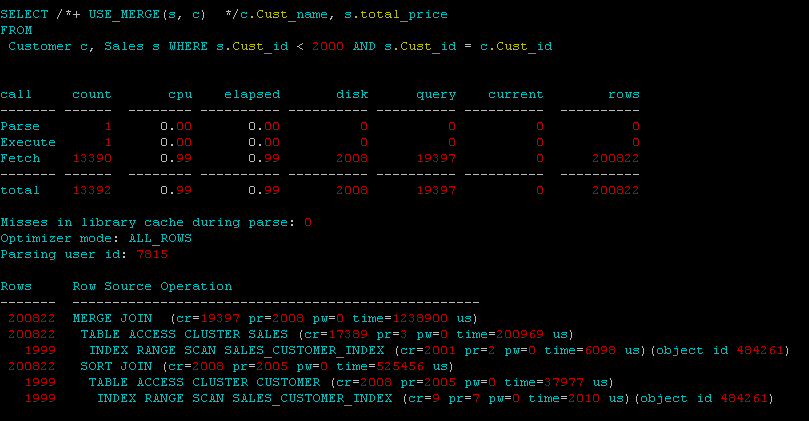 SELECT /*+ USE_MERGE(s, c)  */c.Cust_name, s.total_price
FROM
 Customer c, Sales s WHERE s.Cust_id < 2000 AND s.Cust_id = c.Cust_id
call     count       cpu    elapsed       disk      query    current        rows
------- ------  -------- ---------- ---------- ---------- ----------  ----------
Parse        1      0.00       0.00          0          0          0           0
Execute      1      0.00       0.00          0          0          0           0
Fetch    13390      0.99       0.99       2008      19397          0      200822
------- ------  -------- ---------- ---------- ---------- ----------  ----------
total    13392      0.99       0.99       2008      19397          0      200822
Misses in library cache during parse: 0
Optimizer mode: ALL_ROWS
Parsing user id: 7815
Rows     Row Source Operation
-------  ---------------------------------------------------
 200822  MERGE JOIN  (cr=19397 pr=2008 pw=0 time=1238900 us)
 200822   TABLE ACCESS CLUSTER SALES (cr=17389 pr=3 pw=0 time=200969 us)
   1999    INDEX RANGE SCAN SALES_CUSTOMER_INDEX (cr=2001 pr=2 pw=0 time=6098 us)(object id 484261)
 200822   SORT JOIN (cr=2008 pr=2005 pw=0 time=525456 us)
   1999    TABLE ACCESS CLUSTER CUSTOMER (cr=2008 pr=2005 pw=0 time=37977 us)
   1999     INDEX RANGE SCAN SALES_CUSTOMER_INDEX (cr=9 pr=7 pw=0 time=2010 us)(object id 484261)